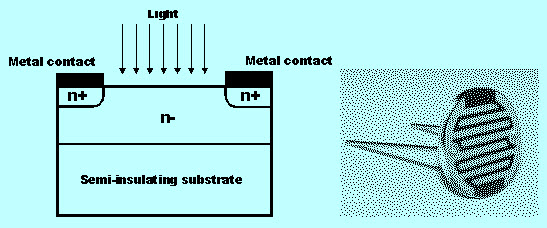 Light
Metal contact
Metal contact
n+
n+
n-
Semi-insulating substrate